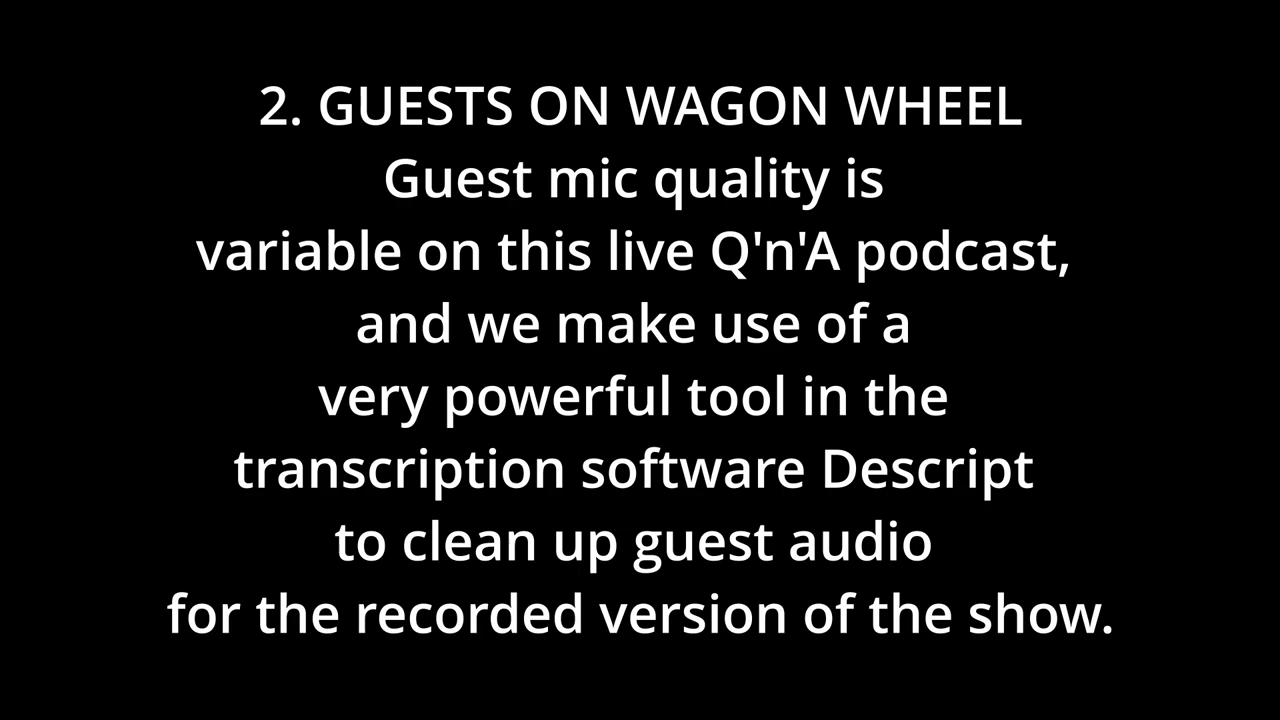 2. GUESTS ON WAGON WHEEL
Guest mic quality is
variable on this live Q'n'A podcast,
and we make use of a
very powerful tool in the
transcription software Descript
to clean up guest audio
for the recorded version of the show.